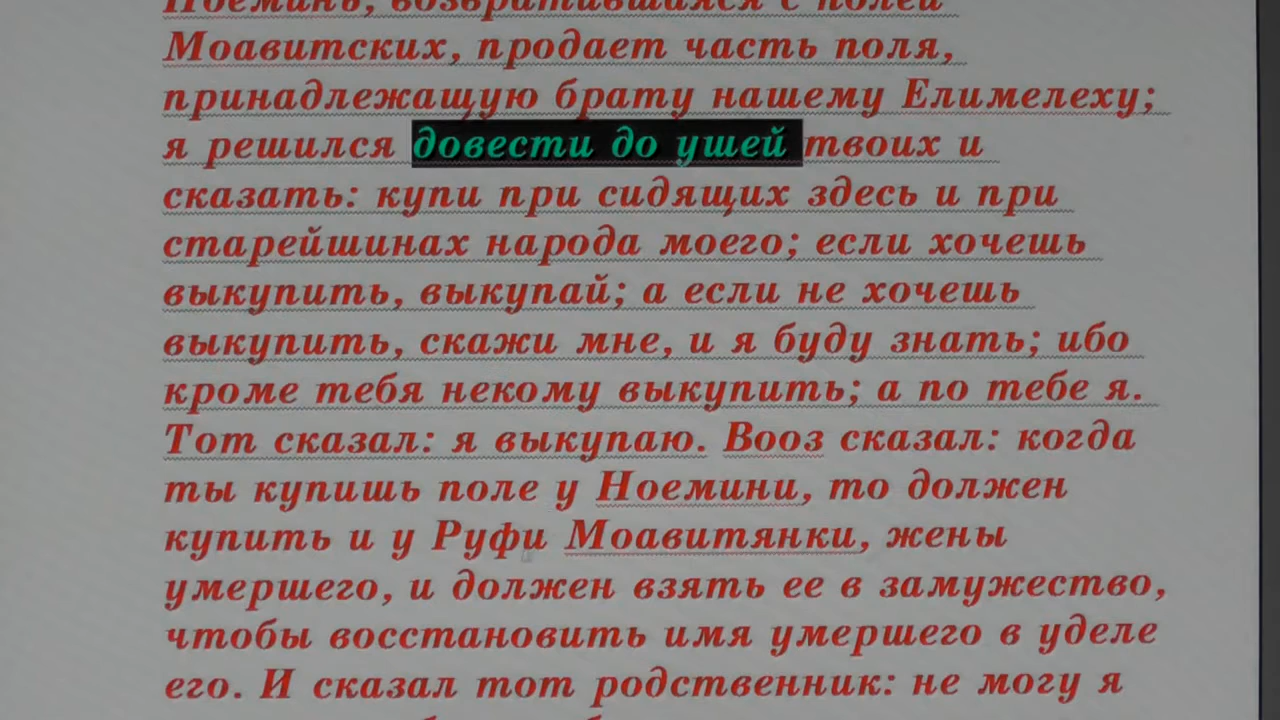 Ноеминь, возвратившаяся с полей
Моавитских, продает часть поля,
принадлежащую брату нашему Елимелеху;
я решился довести до ушей твоих и
сказать: купи при сидящих здесь и при
старейшинах народа моего; если хочешь
выкупить, выкупай; а если не хочешь
выкупить, скажи мне, и я буду знать; ибо
кроме тебя некому выкупить; а по тебе я.
Тот сказал: я выкупаю. Вооз сказал: когда
ты купишь поле у Ноемини, то должен
купить и у Руфи Моавитянки, жены
умершего, и должен взять ее в замужество,
чтобы восстановить имя умершего в уделе
его. И сказал тот родственник: не могу я